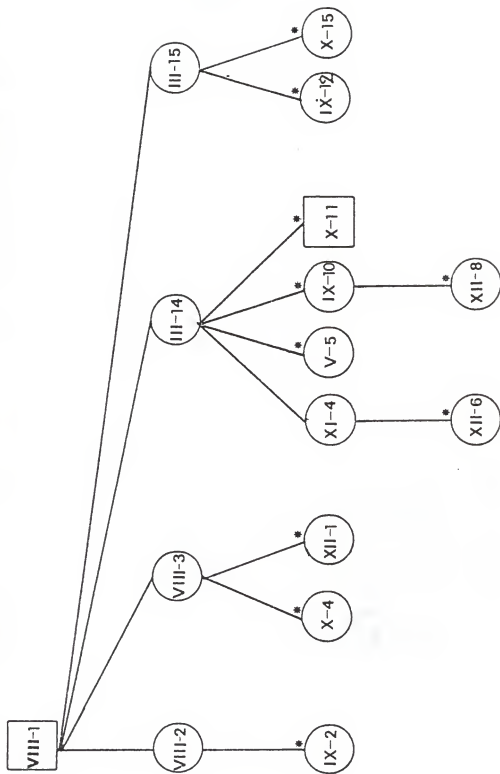 VIII-1
VIII-2
VIII-3
III-14
III-15
IX-2
X-4
XII-1
XI-4
V-5
IX-10
X-11
IX-12
X-15
XII-6
XII-8